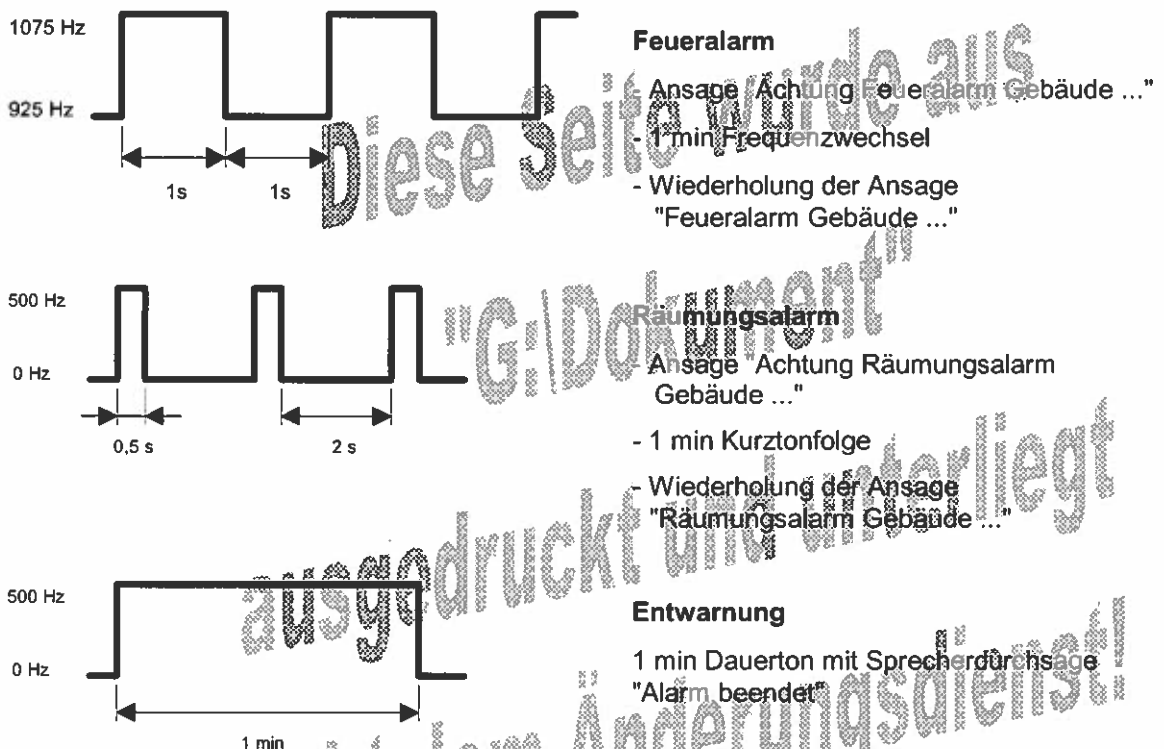 1075 Hz
925 Hz
1s 1s
Feueralarm
- Ansage "Achtung Feueralarm Gebäude ..."
- 1 min Frequenzwechsel
- Wiederholung der Ansage
"Feueralarm Gebäude ..."
500 Hz
0 Hz
0,5 s 2 s
Räumungsalarm
- Ansage "Achtung Räumungsalarm
Gebäude ..."
- 1 min Kurztonfolge
- Wiederholung der Ansage
"Räumungsalarm Gebäude ..."
500 Hz
0 Hz
1 min
Entwarnung
1 min Dauerton mit Sprecherdurchsage
"Alarm beendet"
Diese Seite wurde aus
"G:\Dokument"
ausgedruckt und unterliegt
Änderungsdienst!